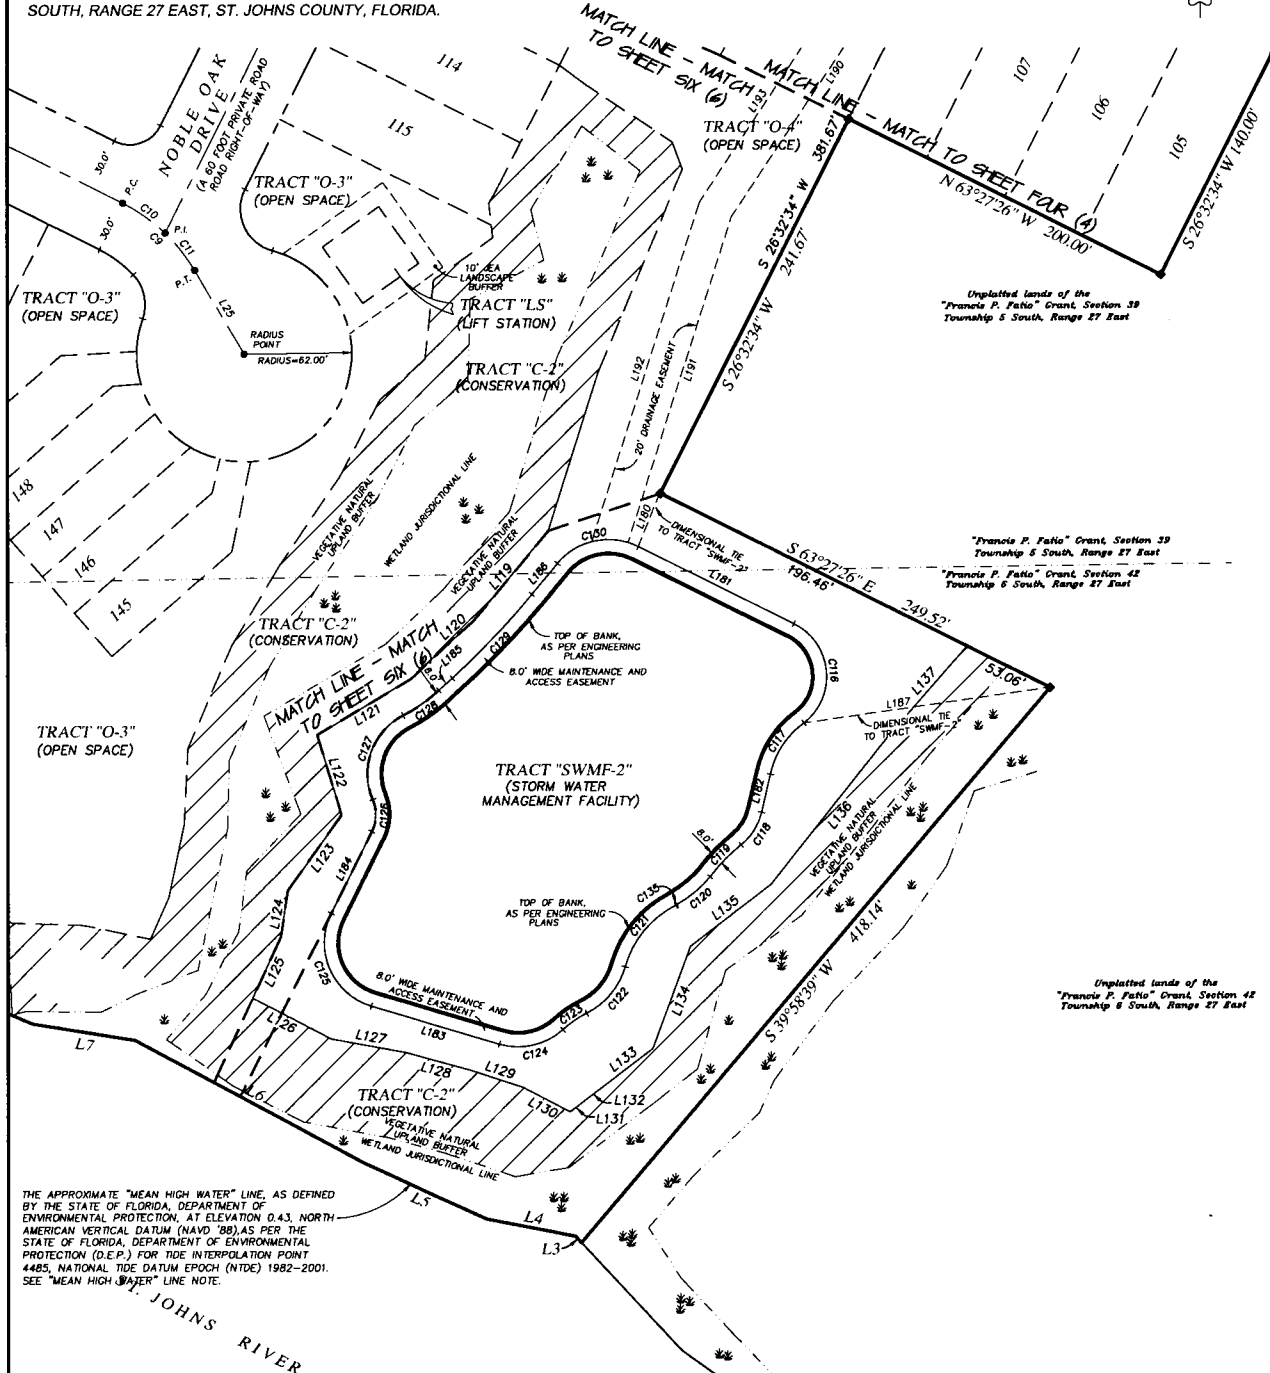 SOUTH, RANGE 27 EAST, ST. JOHNS COUNTY, FLORIDA.
MATCH LINE - MATCH
TO SHEET SIX (6)
MATCH LINE - MATCH TO SHEET FOUR (4)
L190
L193
107
106
105
114
115
NOBLE OAK
DRIVE
(A 60 FOOT PRIVATE ROAD
ROAD RIGHT-OF-WAY)
30.0'
30.0'
P.C.
C10
P.I.
C9
C11
P.T.
L25
RADIUS
POINT
RADIUS=62.00'
TRACT "O-3"
(OPEN SPACE)
TRACT "O-4"
(OPEN SPACE)
381.67'
S 26°32'34" W
241.67'
S 26°32'34" W
N 63°27'26" W 200.00'
S 26°32'34" W 140.00'
Unplatted lands of the
"Francis P. Fatio" Grant, Section 39
Township 5 South, Range 27 East
TRACT "O-3"
(OPEN SPACE)
10' JEA
LANDSCAPE
BUFFER
TRACT "LS"
(LIFT STATION)
TRACT "C-2"
(CONSERVATION)
L192
20' DRAINAGE EASEMENT
L191
148
147
146
145
VEGETATIVE NATURAL
UPLAND BUFFER
WETLAND JURISDICTIONAL LINE
VEGETATIVE NATURAL
UPLAND BUFFER
L180
DIMENSIONAL TIE
TO TRACT "SWMF-2"
S 63°27'26" E
196.46'
249.52'
53.06'
"Francis P. Fatio" Grant, Section 39
Township 5 South, Range 27 East
"Francis P. Fatio" Grant, Section 42
Township 6 South, Range 27 East
C130
L181
L186
L119
L120
L185
C129
C128
8.0'
TRACT "C-2"
(CONSERVATION)
TOP OF BANK,
AS PER ENGINEERING
PLANS
8.0' WIDE MAINTENANCE AND
ACCESS EASEMENT
MATCH LINE - MATCH
TO SHEET SIX (6)
L121
C116
L137
L187
DIMENSIONAL TIE
TO TRACT "SWMF-2"
TRACT "O-3"
(OPEN SPACE)
L122
C127
C126
TRACT "SWMF-2"
(STORM WATER
MANAGEMENT FACILITY)
C117
L182
C118
L136
VEGETATIVE NATURAL
UPLAND BUFFER
WETLAND JURISDICTIONAL LINE
L123
L184
8.0'
C119
C135
C120
L135
TOP OF BANK,
AS PER ENGINEERING
PLANS
C121
L124
L125
C125
8.0' WIDE MAINTENANCE AND
ACCESS EASEMENT
C122
L134
418.14'
S 39°58'39" W
Unplatted lands of the
"Francis P. Fatio" Grant, Section 42
Township 6 South, Range 27 East
L126
L127
L183
C123
C124
L133
L7
L128
L129
L130
L132
L131
L6
TRACT "C-2"
(CONSERVATION)
VEGETATIVE NATURAL
UPLAND BUFFER
WETLAND JURISDICTIONAL LINE
L5
L4
L3
THE APPROXIMATE "MEAN HIGH WATER" LINE, AS DEFINED
BY THE STATE OF FLORIDA, DEPARTMENT OF
ENVIRONMENTAL PROTECTION, AT ELEVATION 0.43, NORTH
AMERICAN VERTICAL DATUM (NAVD '88),AS PER THE
STATE OF FLORIDA, DEPARTMENT OF ENVIRONMENTAL
PROTECTION (D.E.P.) FOR TIDE INTERPOLATION POINT
4485, NATIONAL TIDE DATUM EPOCH (NTDE) 1982-2001.
SEE "MEAN HIGH WATER" LINE NOTE.
ST. JOHNS RIVER